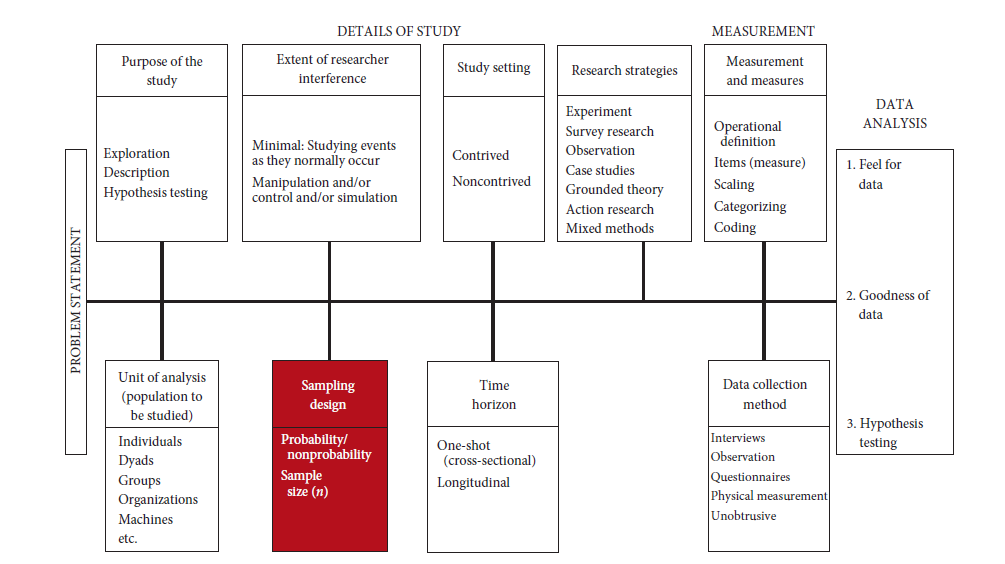 DETAILS OF STUDY
MEASUREMENT
Purpose of the
study
Exploration
Description
Hypothesis testing
Extent of researcher
interference
Minimal: Studying events
as they normally occur
Manipulation and/or
control and/or simulation
Study setting
Contrived
Noncontrived
Research strategies
Experiment
Survey research
Observation
Case studies
Grounded theory
Action research
Mixed methods
Measurement
and measures
Operational
definition
Items (measure)
Scaling
Categorizing
Coding
DATA
ANALYSIS
1. Feel for
data
2. Goodness of
data
3. Hypothesis
testing
PROBLEM STATEMENT
Unit of analysis
(population to
be studied)
Individuals
Dyads
Groups
Organizations
Machines
etc.
Sampling
design
Probability/
nonprobability
Sample
size (n)
Time
horizon
One-shot
(cross-sectional)
Longitudinal
Data collection
method
Interviews
Observation
Questionnaires
Physical measurement
Unobtrusive